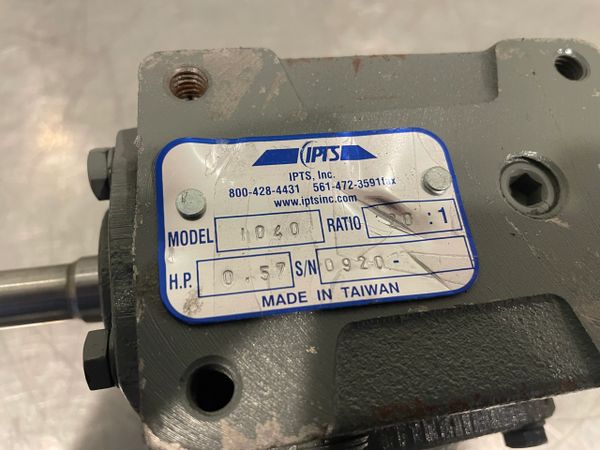 IPTS
IPTS, Inc.
800-428-4431 561-472-3591fax
www.iptsinc.com
MODEL 1040 RATIO :1
H.P. 0.57 S/N 0920-
MADE IN TAIWAN